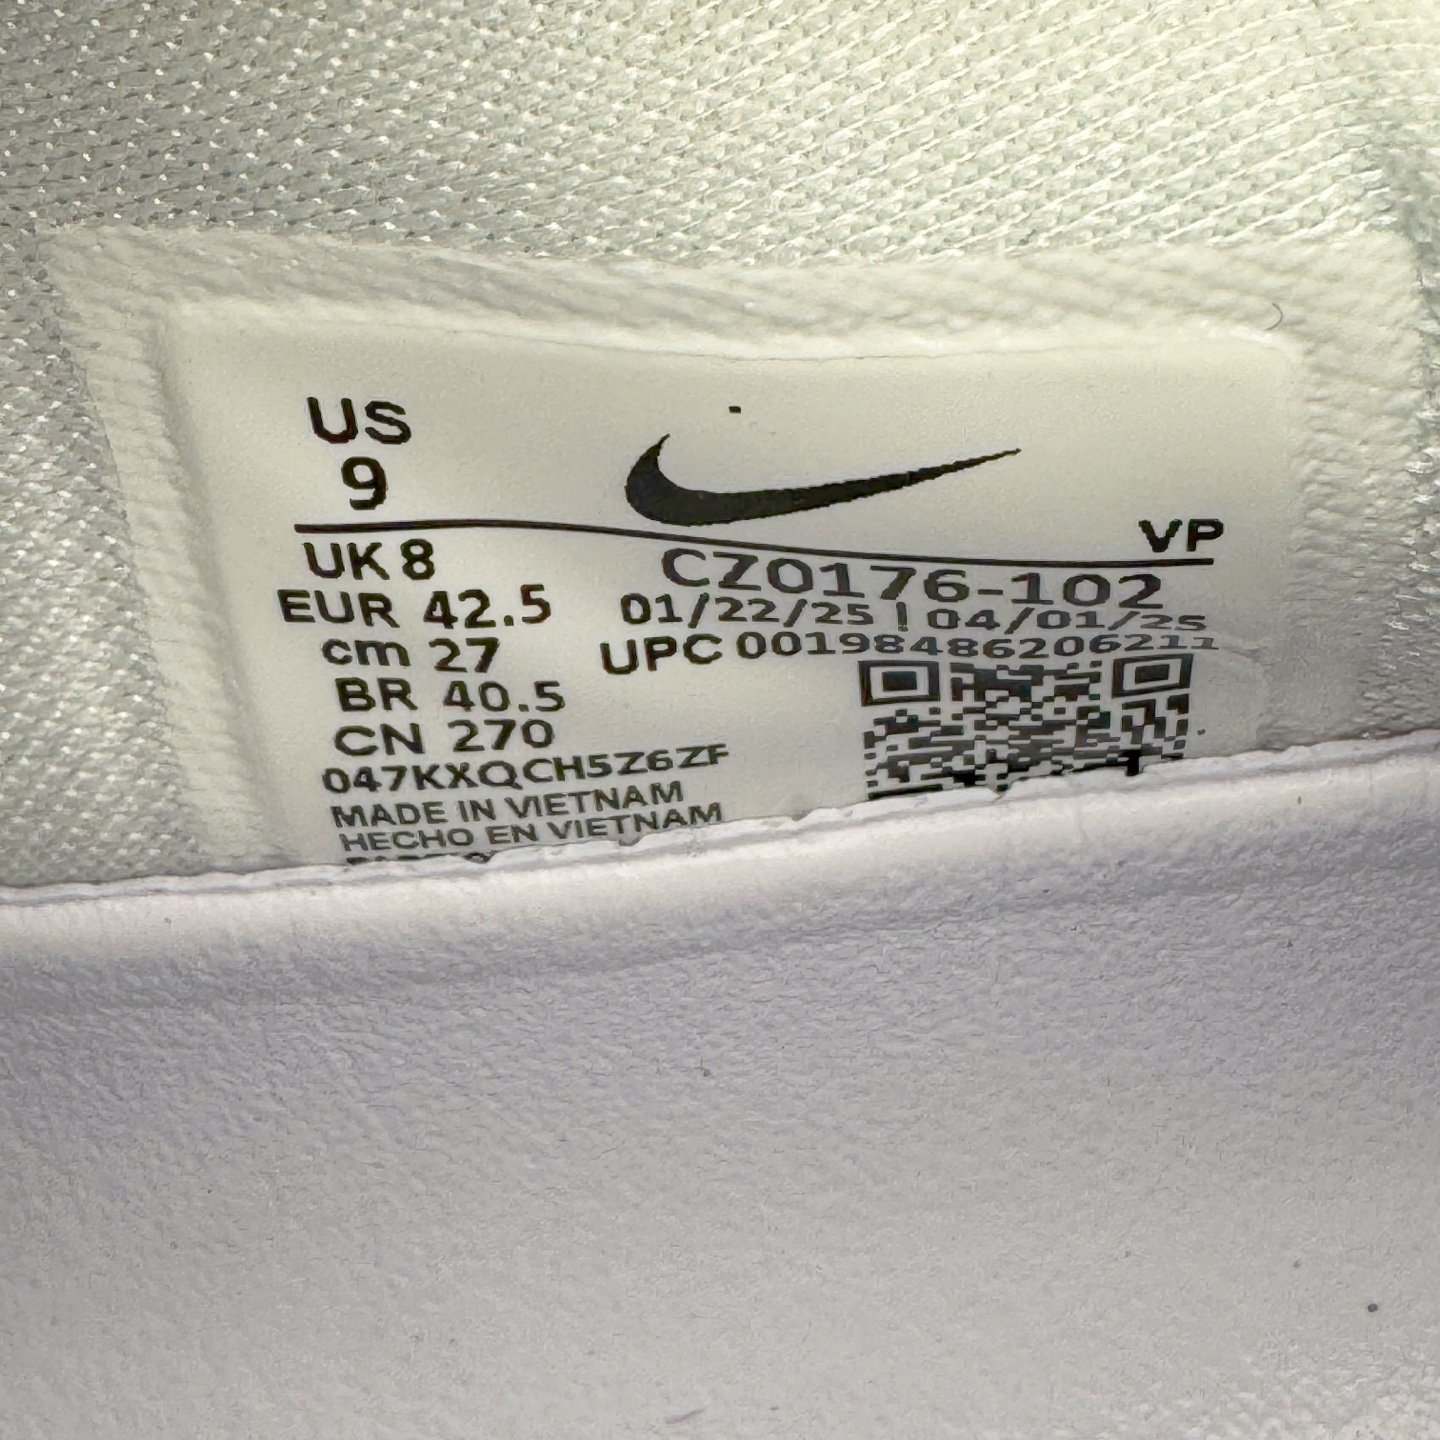 US
9
VP
UK 8
CZ0176-102
EUR 42.5
01/22/25 | 04/01/25
cm 27
UPC 00198486206211
BR 40.5
CN 270
047KXQCH5Z6ZF
MADE IN VIETNAM
HECHO EN VIETNAM